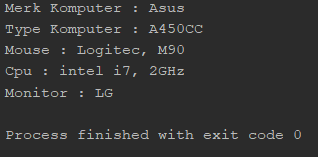 Merk Komputer : Asus
Type Komputer : A450CC
Mouse : Logitec, M90
Cpu : intel i7, 2GHz
Monitor : LG
Process finished with exit code 0